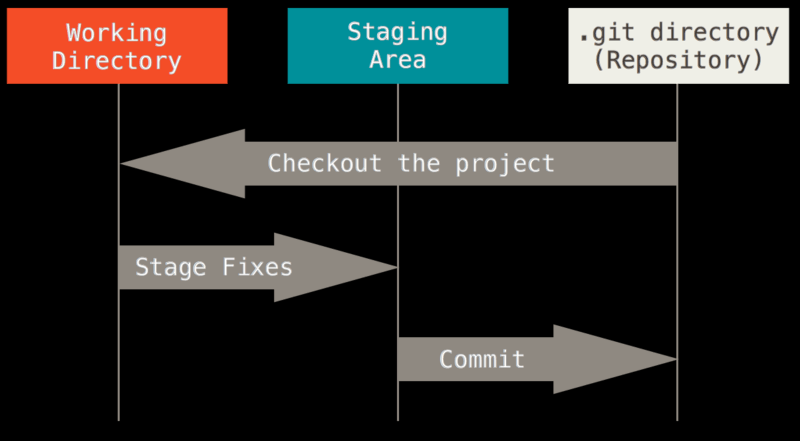 Working
Directory
Staging
Area
.git directory
(Repository)
Checkout the project
Stage Fixes
Commit